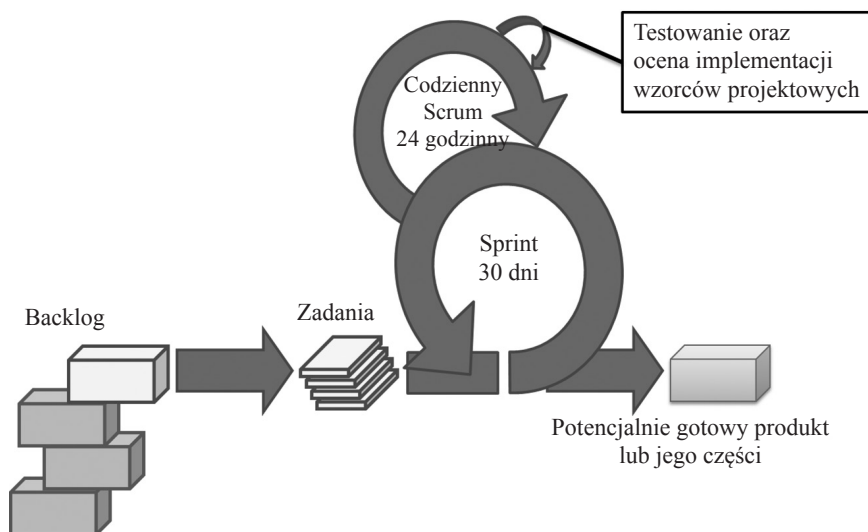 Testowanie oraz
ocena implementacji
wzorców projektowych
Codzienny
Scrum
24 godzinny
Sprint
30 dni
Zadania
Backlog
Potencjalnie gotowy produkt
lub jego części